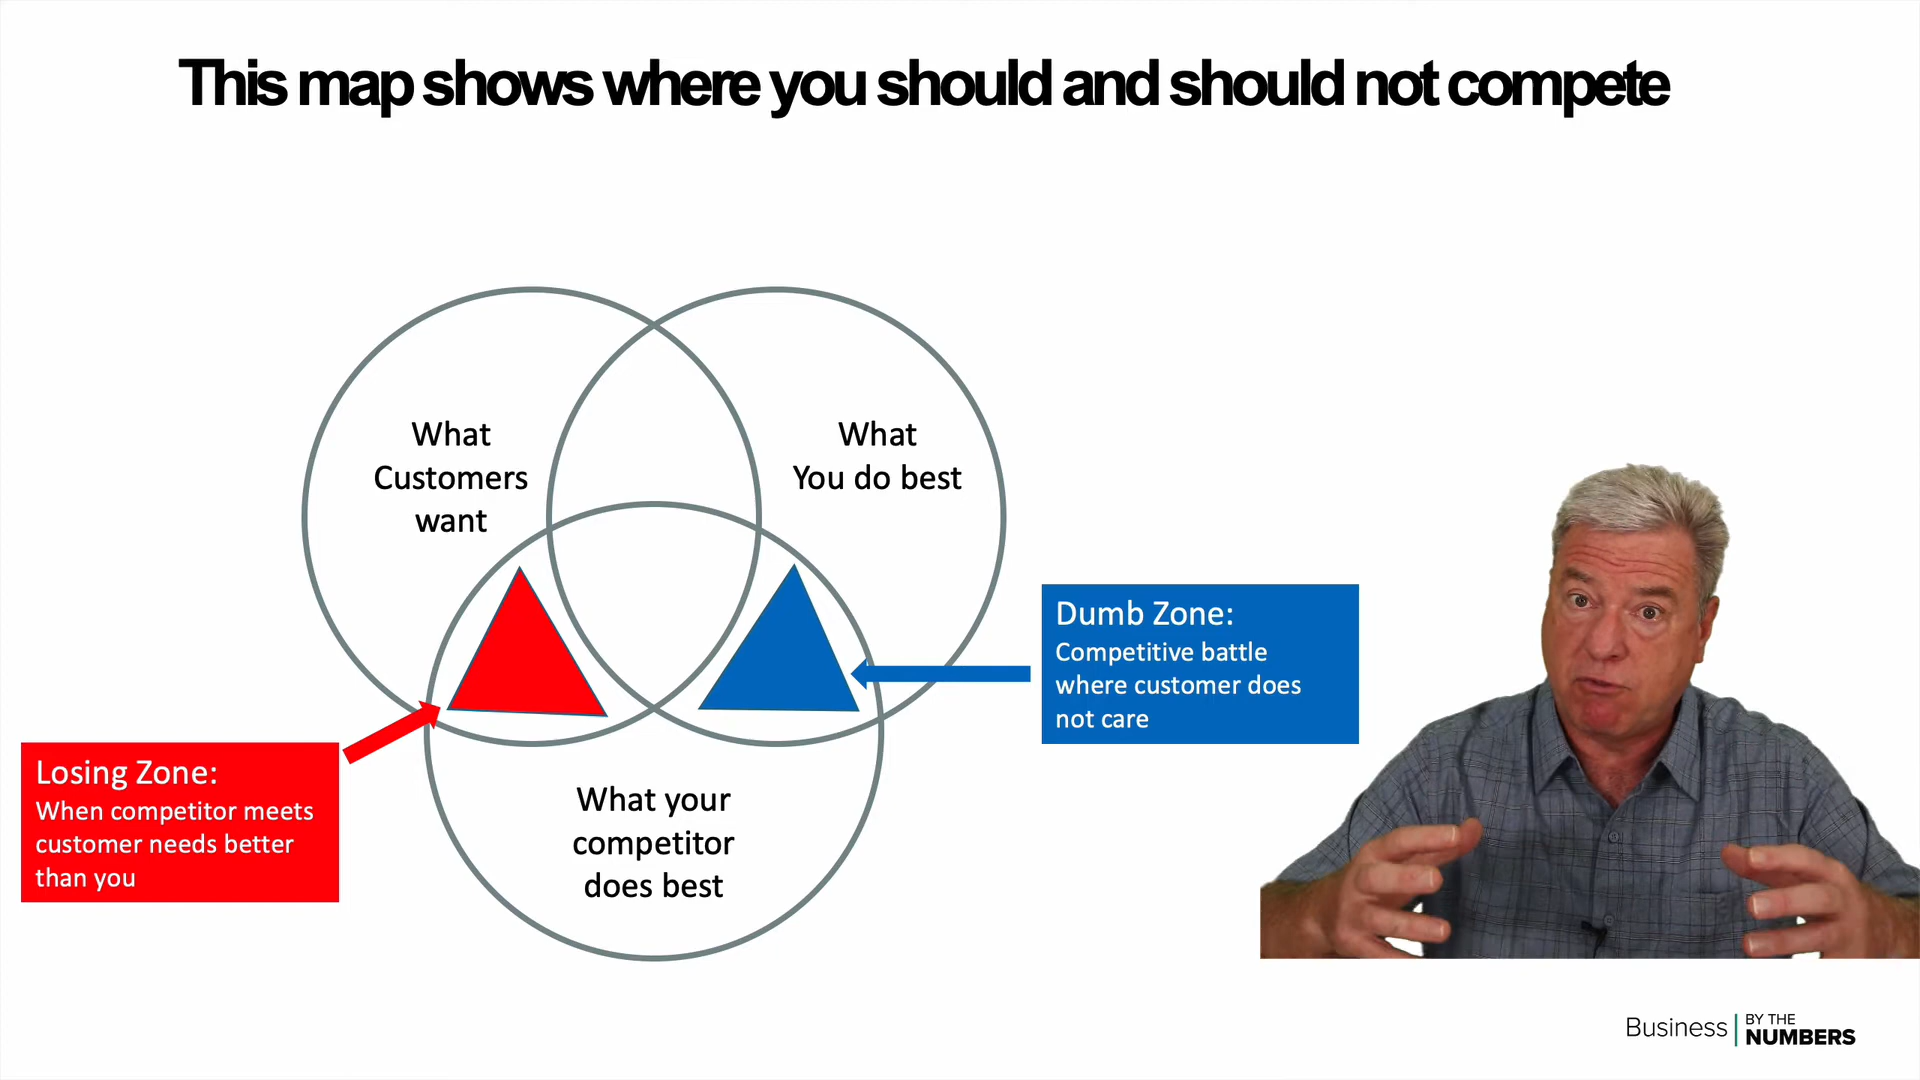 This map shows where you should and should not compete
What
Customers
want
What
You do best
Dumb Zone:
Competitive battle
where customer does
not care
Losing Zone:
When competitor meets
customer needs better
than you
What your
competitor
does best
Business
BY THE
NUMBERS